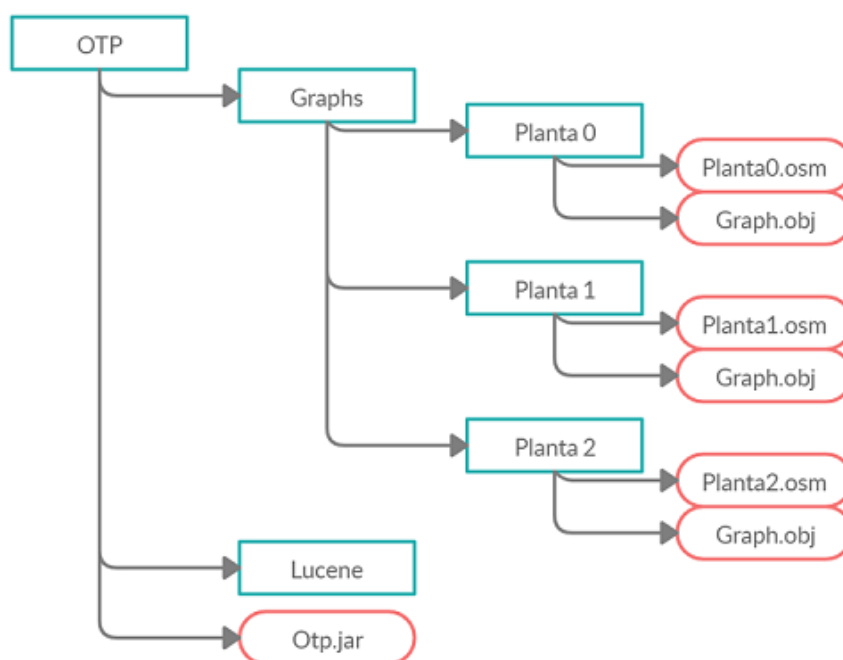 OTP
Graphs
Planta 0
Planta0.osm
Graph.obj
Planta 1
Planta1.osm
Graph.obj
Planta 2
Planta2.osm
Graph.obj
Lucene
Otp.jar